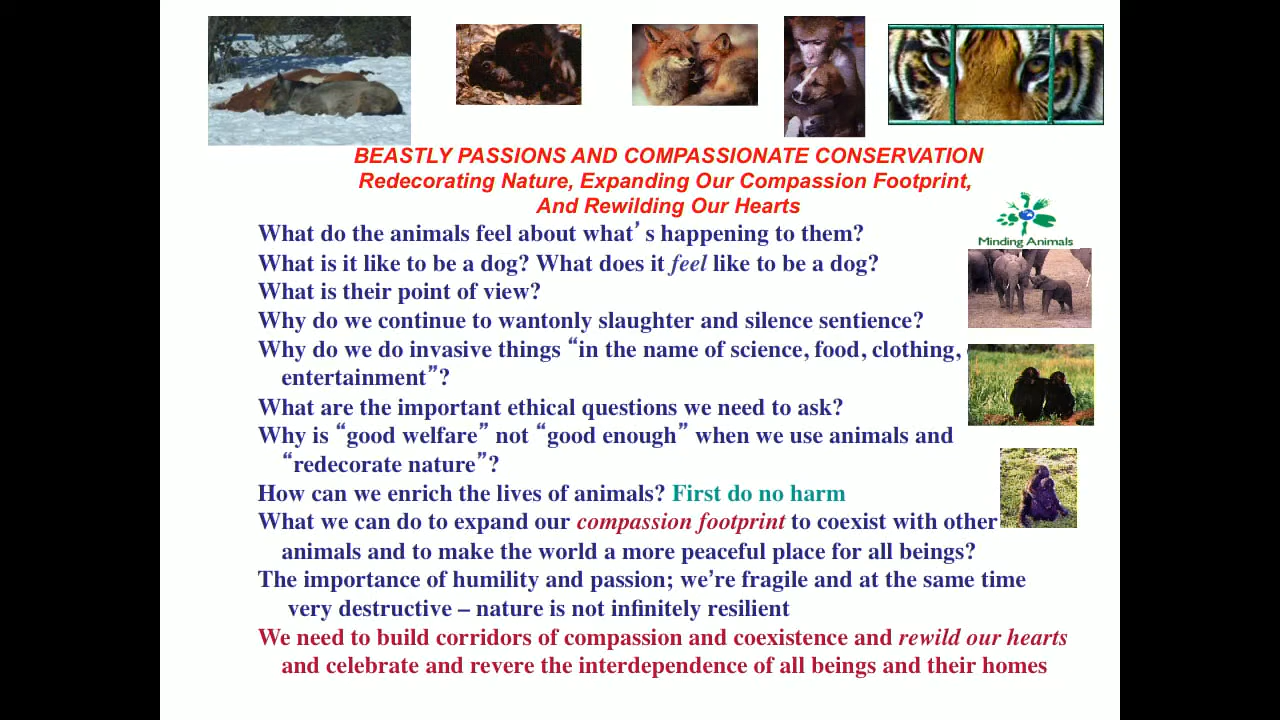 BEASTLY PASSIONS AND COMPASSIONATE CONSERVATION
Redecorating Nature, Expanding Our Compassion Footprint,
And Rewilding Our Hearts
Minding Animals
What do the animals feel about what’s happening to them?
What is it like to be a dog? What does it feel like to be a dog?
What is their point of view?
Why do we continue to wantonly slaughter and silence sentience?
Why do we do invasive things “in the name of science, food, clothing,
entertainment”?
What are the important ethical questions we need to ask?
Why is “good welfare” not “good enough” when we use animals and
“redecorate nature”?
How can we enrich the lives of animals? First do no harm
What we can do to expand our compassion footprint to coexist with other
animals and to make the world a more peaceful place for all beings?
The importance of humility and passion; we’re fragile and at the same time
very destructive – nature is not infinitely resilient
We need to build corridors of compassion and coexistence and rewild our hearts
and celebrate and revere the interdependence of all beings and their homes